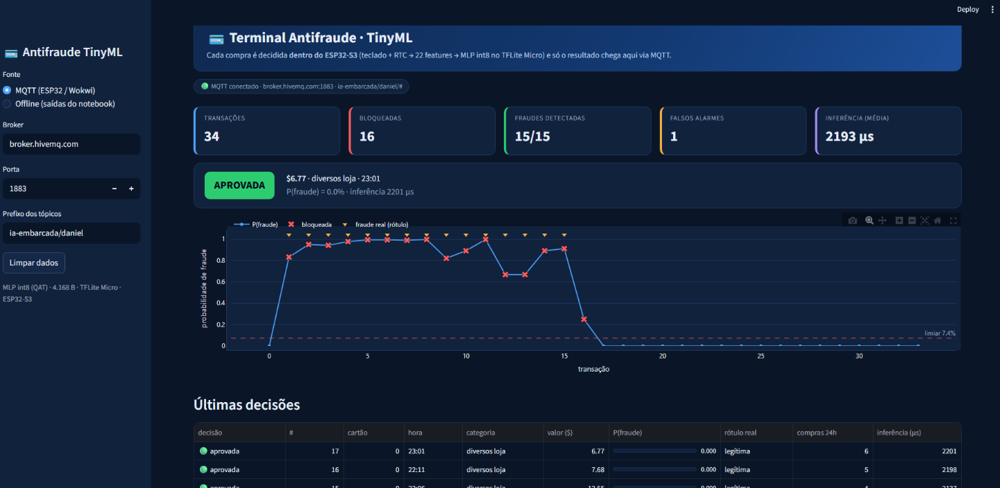 Deploy
Antifraude TinyML
Fonte
MQTT (ESP32 / Wokwi)
Offline (saídas do notebook)
Broker
broker.hivemq.com
Porta
1883
Prefixo dos tópicos
ia-embarcada/daniel
Limpar dados
MLP int8 (QAT) · 4.168 B · TFLite Micro ·
ESP32-S3
Terminal Antifraude · TinyML
Cada compra é decidida dentro do ESP32-S3 (teclado + RTC → 22 features → MLP int8 no TFLite Micro) e só o resultado chega aqui via MQTT.
MQTT conectado · broker.hivemq.com:1883 · ia-embarcada/daniel/#
TRANSAÇÕES
34
BLOQUEADAS
16
FRAUDES DETECTADAS
15/15
FALSOS ALARMES
1
INFERÊNCIA (MÉDIA)
2193 µs
APROVADA
$6.77 · diversos loja · 23:01
P(fraude) = 0.0% · inferência 2201 µs
P(fraude) bloqueada fraude real (rótulo)
probabilidade de fraude
1
0.8
0.6
0.4
0.2
0
limiar 7.4%
0 5 10 15 20 25 30
transação
Últimas decisões
decisão # cartão hora categoria valor ($) P(fraude) rótulo real compras 24h inferência (µs)
aprovada 17 0 23:01 diversos loja 6.77 0.000 legítima 6 2201
aprovada 16 0 22:11 diversos loja 7.68 0.000 legítima 5 2198
aprovada 15 0 diversos loja 0.000 legítima